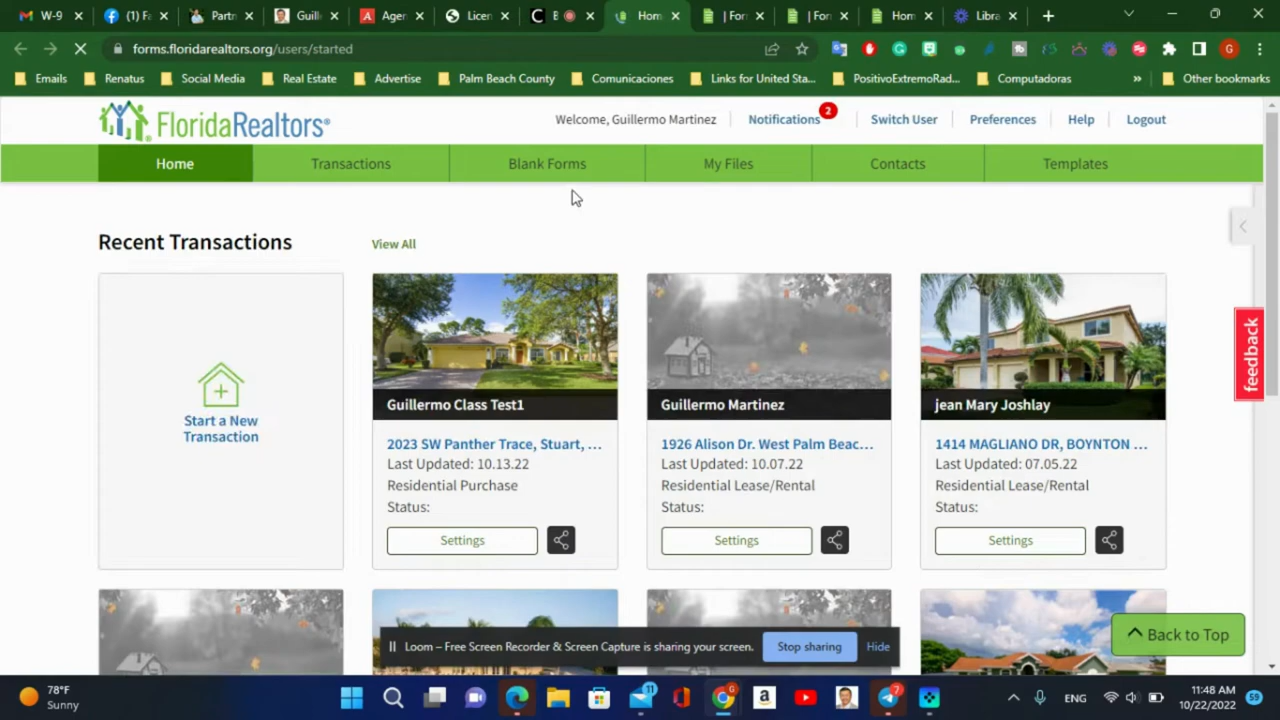 W-9
(1) Fa
Partn
Guill
Agen
Licen
C B
Hom
| For
| For
Hom
Libra
forms.floridarealtors.org/users/started
G
Emails
Renatus
Social Media
Real Estate
Advertise
Palm Beach County
Comunicaciones
Links for United Sta...
PositivoExtremoRad...
Computadoras
»
Other bookmarks
FloridaRealtors®
Welcome, Guillermo Martinez
Notifications 2
Switch User
Preferences
Help
Logout
Home
Transactions
Blank Forms
My Files
Contacts
Templates
Recent Transactions
View All
Start a New
Transaction
Guillermo Class Test1
2023 SW Panther Trace, Stuart, ...
Last Updated: 10.13.22
Residential Purchase
Status:
Settings
Guillermo Martinez
1926 Alison Dr. West Palm Beac...
Last Updated: 10.07.22
Residential Lease/Rental
Status:
Settings
jean Mary Joshlay
1414 MAGLIANO DR, BOYNTON ...
Last Updated: 07.05.22
Residential Lease/Rental
Status:
Settings
feedback
Back to Top
Loom – Free Screen Recorder & Screen Capture is sharing your screen.
Stop sharing
Hide
78°F
Sunny
11
G
a
7
ENG
11:48 AM
10/22/2022
59